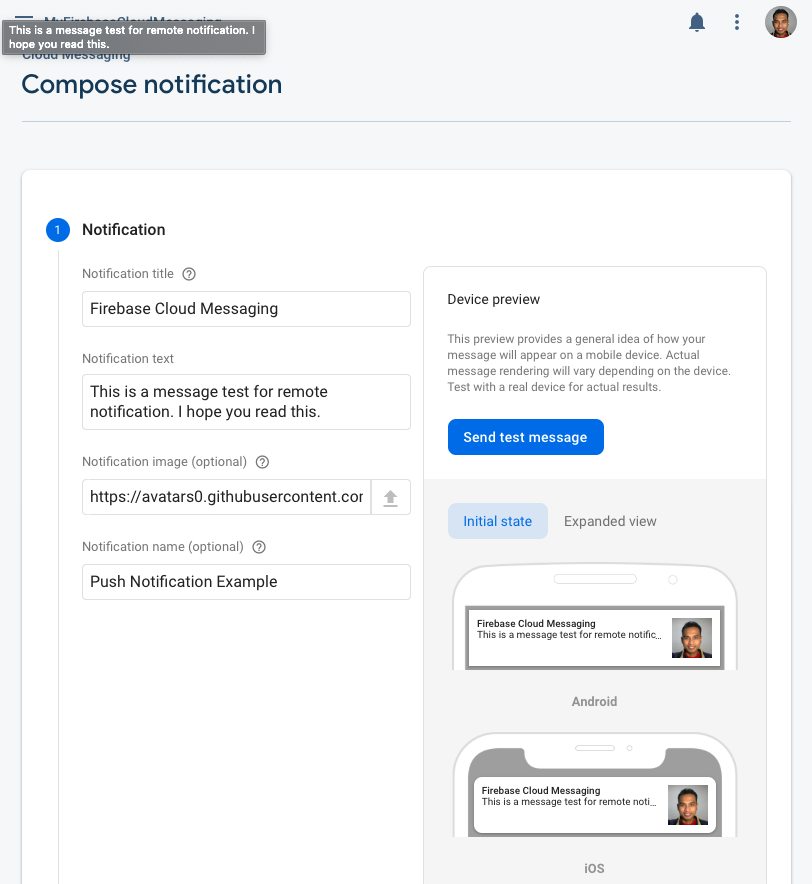 MyFirebaseCloudMessaging
This is a message test for remote notification. I
hope you read this.
Cloud Messaging
Compose notification
1
Notification
Notification title ?
Firebase Cloud Messaging
Notification text
This is a message test for remote
notification. I hope you read this.
Notification image (optional) ?
https://avatars0.githubusercontent.com
Notification name (optional) ?
Push Notification Example
Device preview
This preview provides a general idea of how your
message will appear on a mobile device. Actual
message rendering will vary depending on the device.
Test with a real device for actual results.
Send test message
Initial state
Expanded view
Firebase Cloud Messaging
This is a message test for remote notific...
Android
Firebase Cloud Messaging
This is a message test for remote noti...
iOS